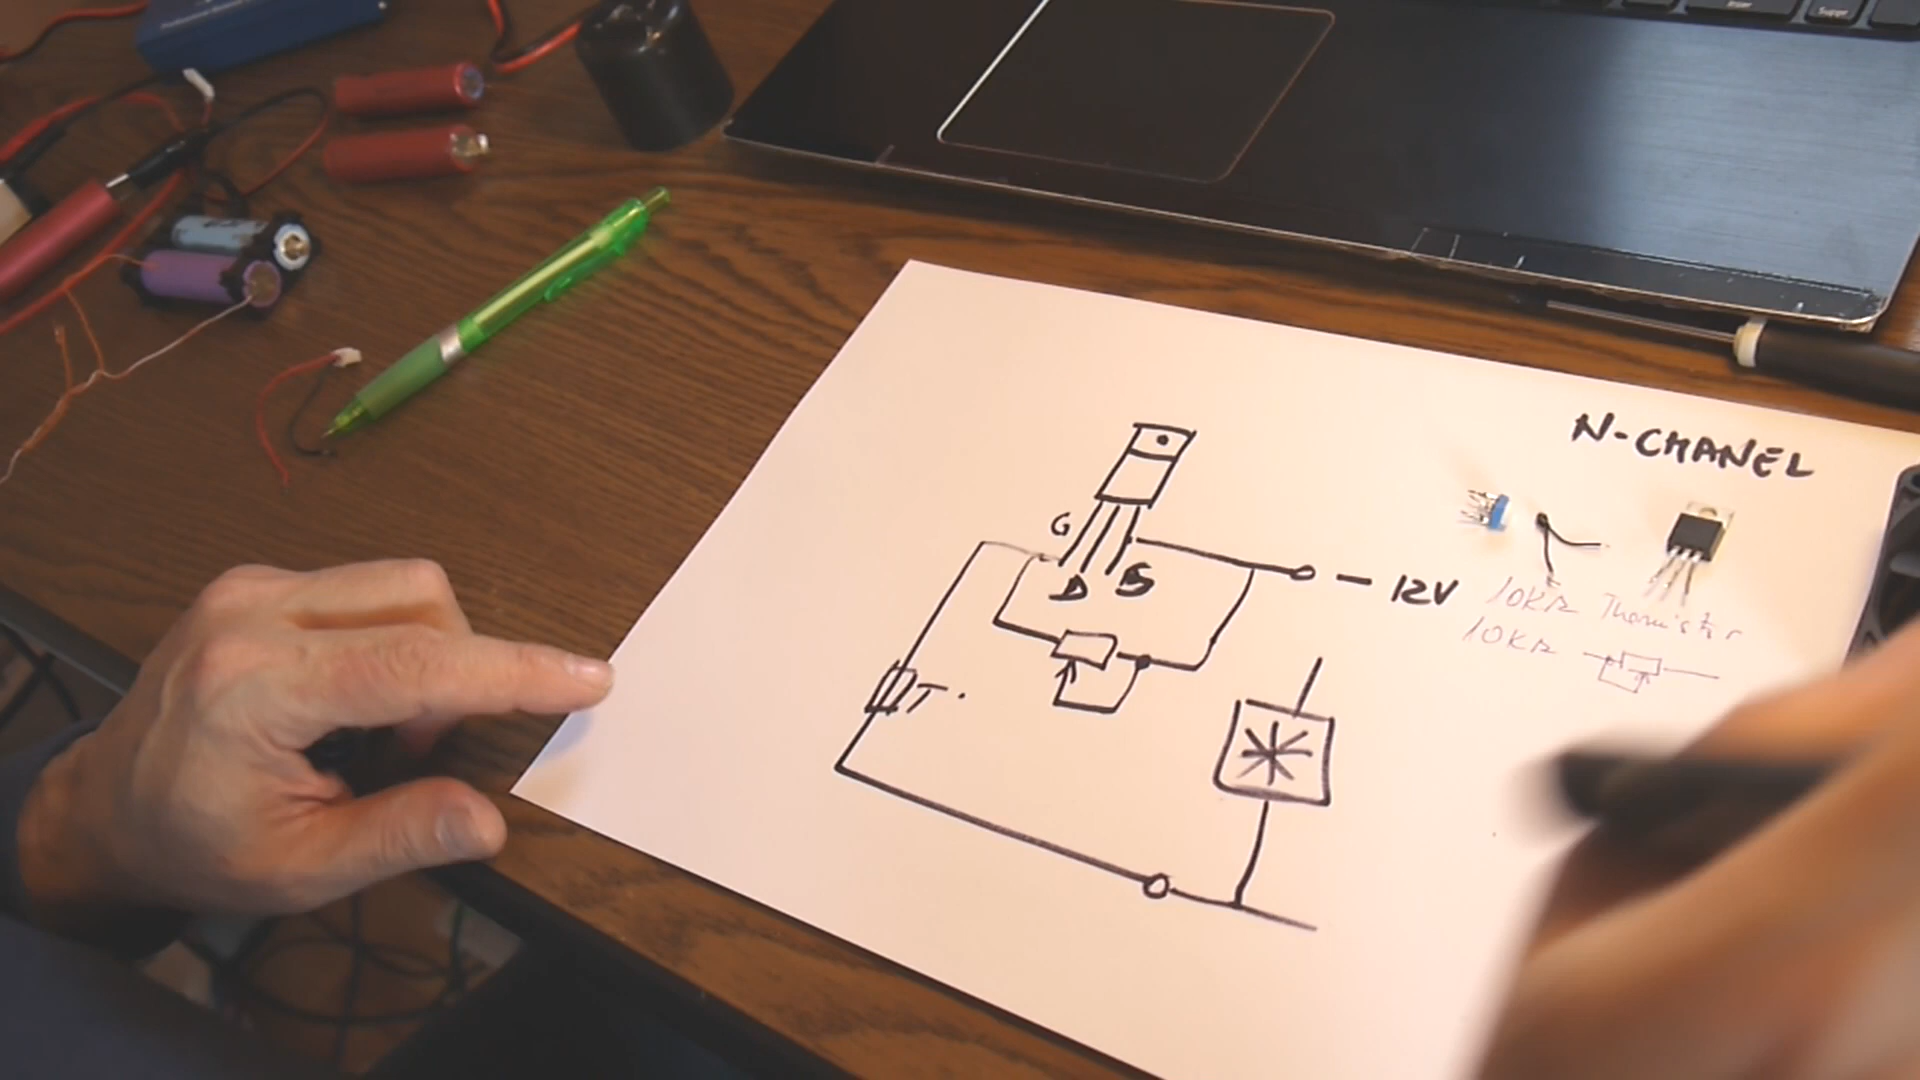 N-CHANEL
G
D S
- 12V
10KΩ Thermistor
10KΩ
T.